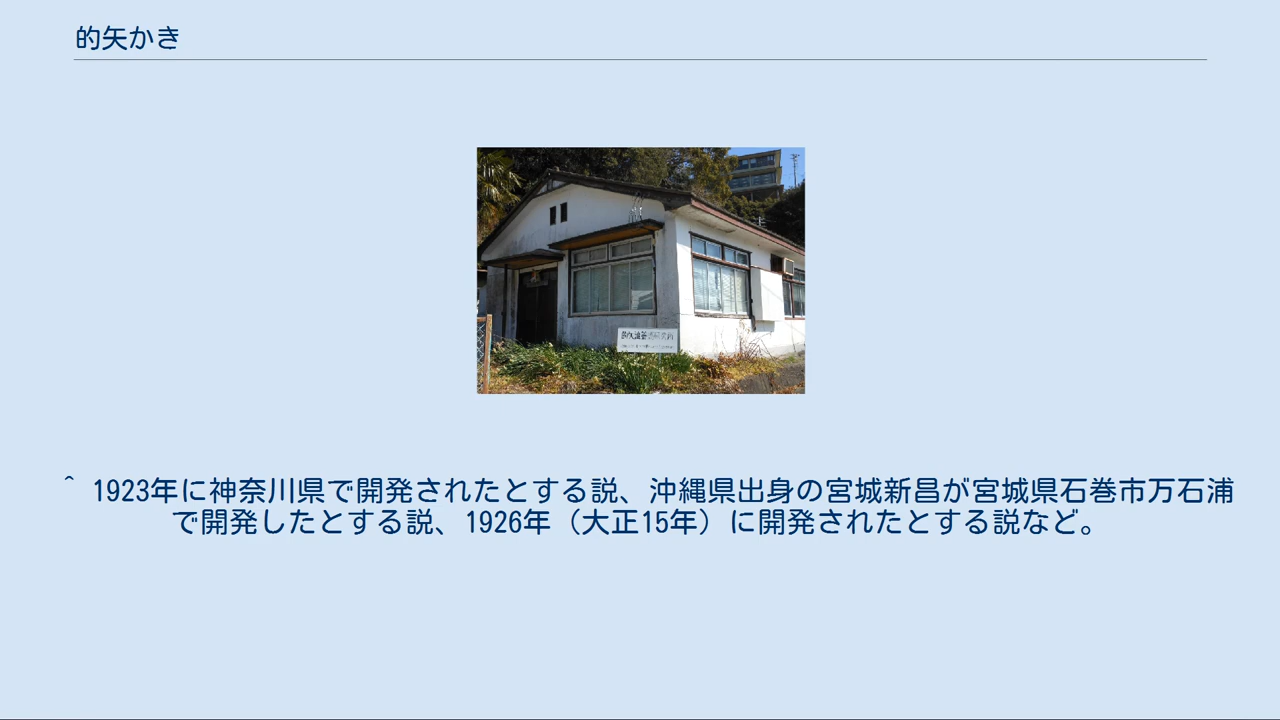 的矢かき
^ 1923年に神奈川県で開発されたとする説、沖縄県出身の宮城新昌が宮城県石巻市万石浦
で開発したとする説、1926年（大正15年）に開発されたとする説など。